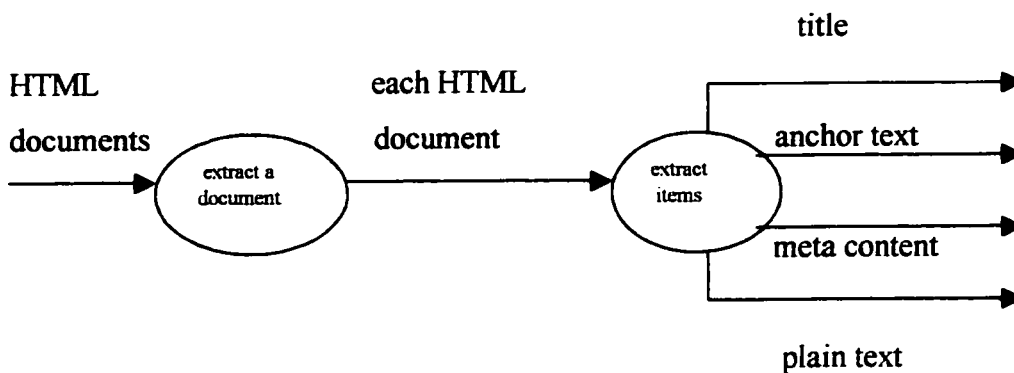 HTML
documents
extract a
document
each HTML
document
extract
items
title
anchor text
meta content
plain text